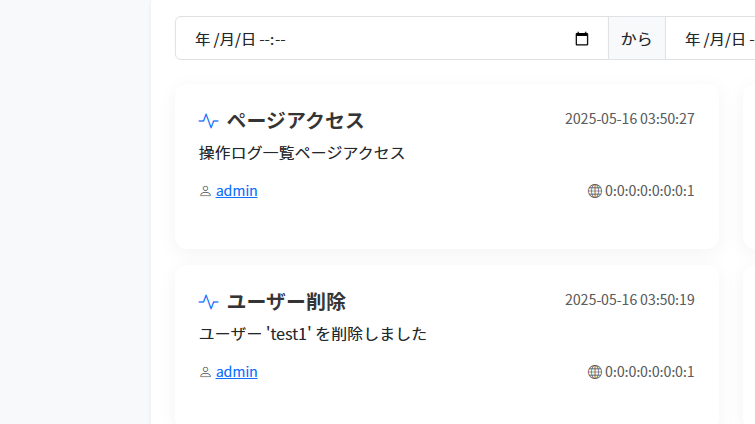 年 /月/日 --:-- から 年 /月/日 -
ページアクセス 2025-05-16 03:50:27
操作ログ一覧ページアクセス
admin 0:0:0:0:0:0:0:1
ユーザー削除 2025-05-16 03:50:19
ユーザー 'test1' を削除しました
admin 0:0:0:0:0:0:0:1